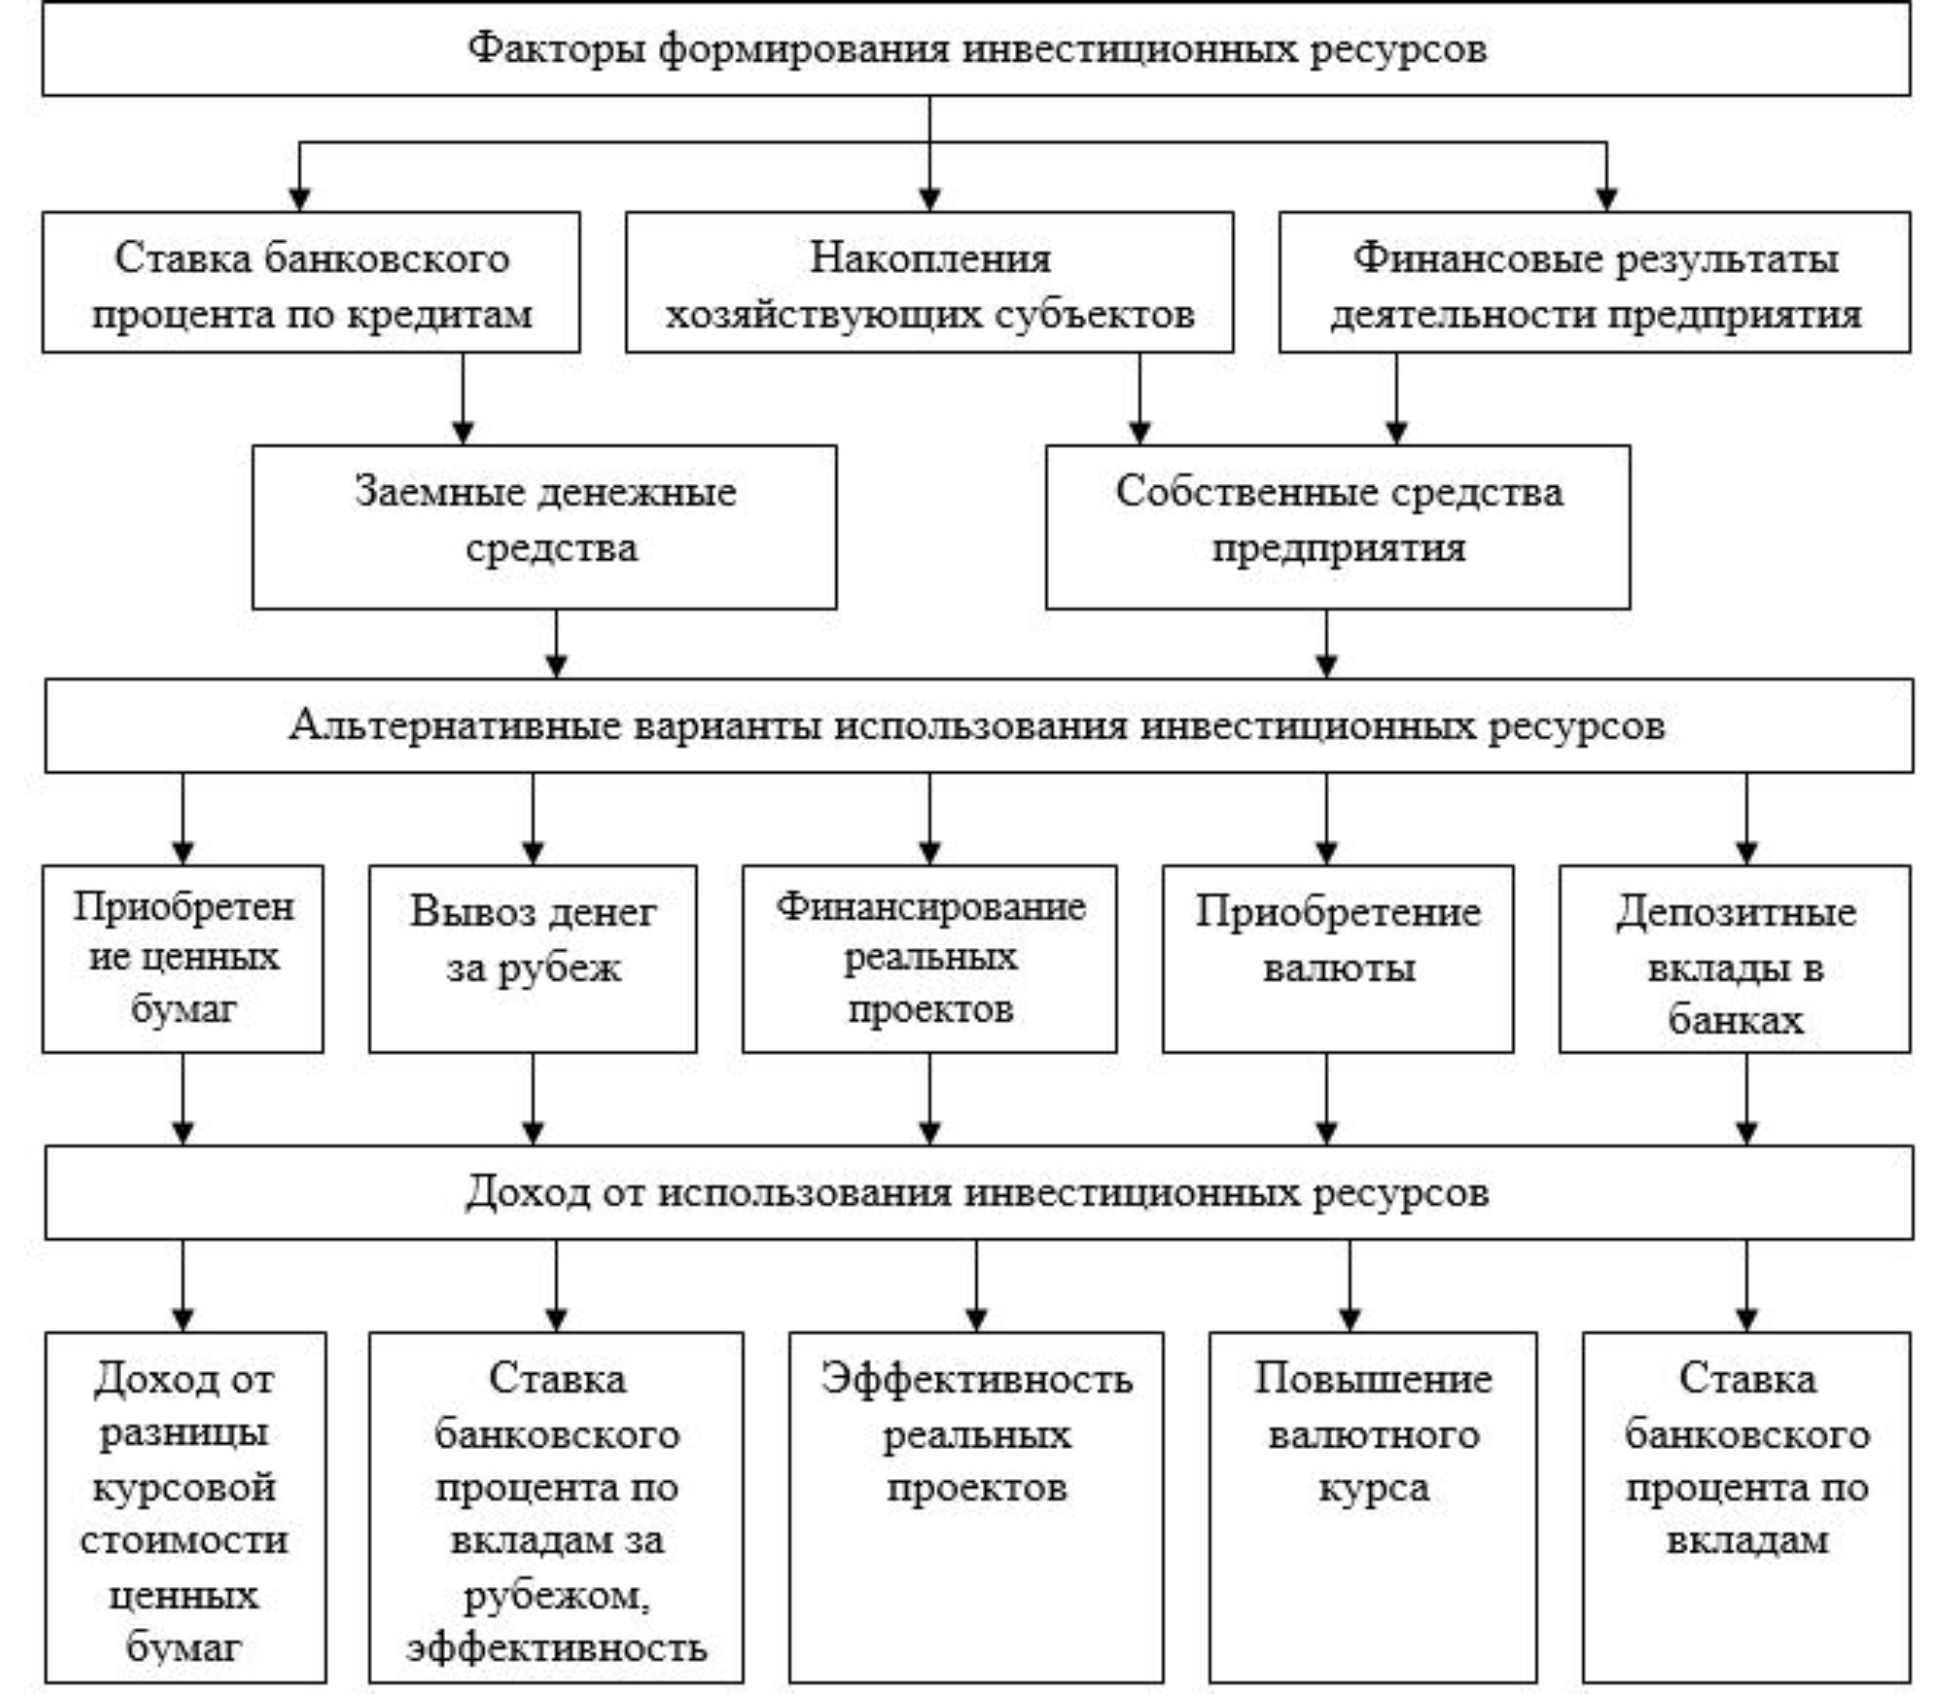 Факторы формирования инвестиционных ресурсов
Ставка банковского
процента по кредитам
Накопления
хозяйствующих субъектов
Финансовые результаты
деятельности предприятия
Заемные денежные
средства
Собственные средства
предприятия
Альтернативные варианты использования инвестиционных ресурсов
Приобретен
ие ценных
бумаг
Вывоз денег
за рубеж
Финансирование
реальных
проектов
Приобретение
валюты
Депозитные
вклады в
банках
Доход от использования инвестиционных ресурсов
Доход от
разницы
курсовой
стоимости
ценных
бумаг
Ставка
банковского
процента по
вкладам за
рубежом,
эффективность
Эффективность
реальных
проектов
Повышение
валютного
курса
Ставка
банковского
процента по
вкладам